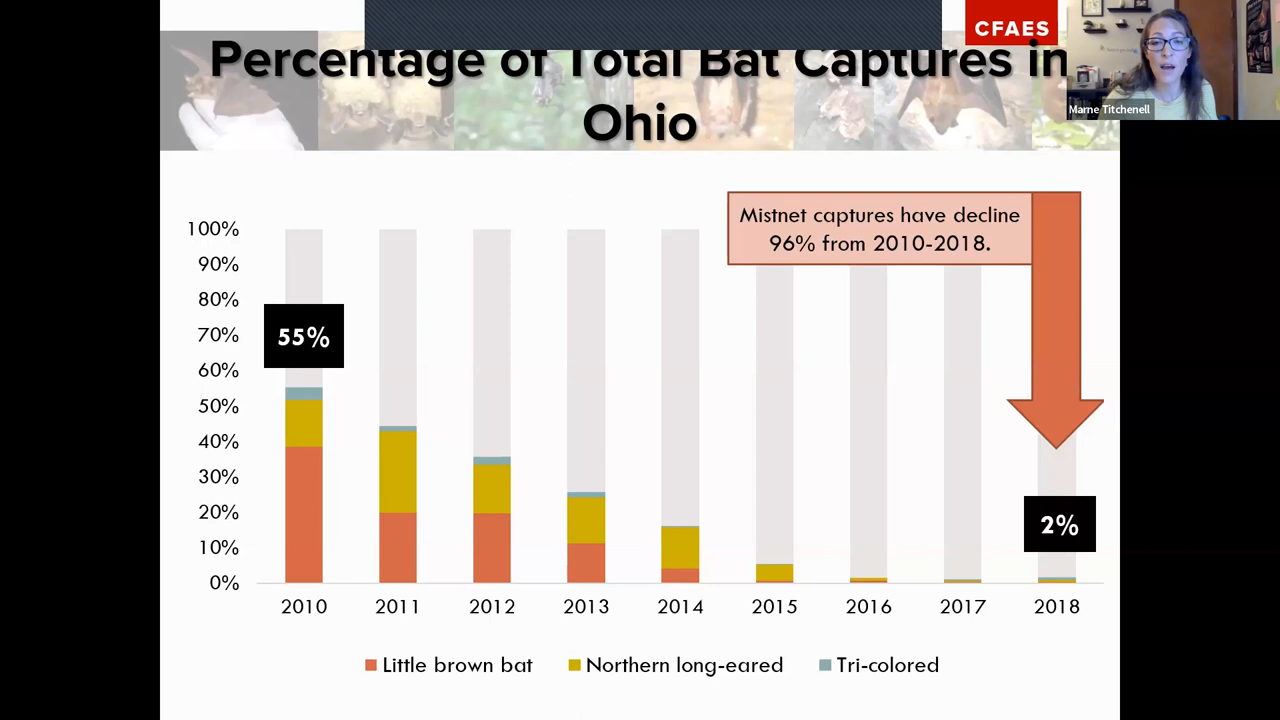 CFAES
Percentage of Total Bat Captures in
Ohio
Marne Titchenell
Mistnet captures have decline
96% from 2010-2018.
100%
90%
80%
70%
60%
50%
40%
30%
20%
10%
0%
55%
2%
2010 2011 2012 2013 2014 2015 2016 2017 2018
Little brown bat Northern long-eared Tri-colored